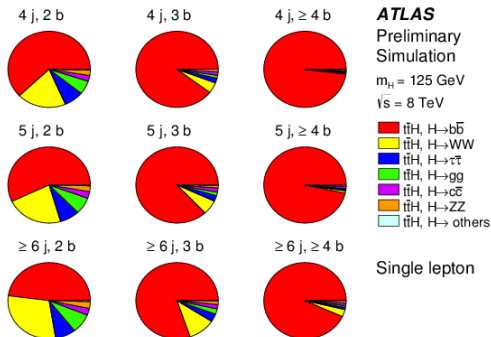 4 j, 2 b
4 j, 3 b
4 j, ≥ 4 b
5 j, 2 b
5 j, 3 b
5 j, ≥ 4 b
≥ 6 j, 2 b
≥ 6 j, 3 b
≥ 6 j, ≥ 4 b
ATLAS
Preliminary
Simulation
m_H = 125 GeV
√s = 8 TeV
tt̄H, H→bb̄
tt̄H, H→WW
tt̄H, H→ττ̄
tt̄H, H→gg
tt̄H, H→cc̄
tt̄H, H→ZZ
tt̄H, H→ others
Single lepton